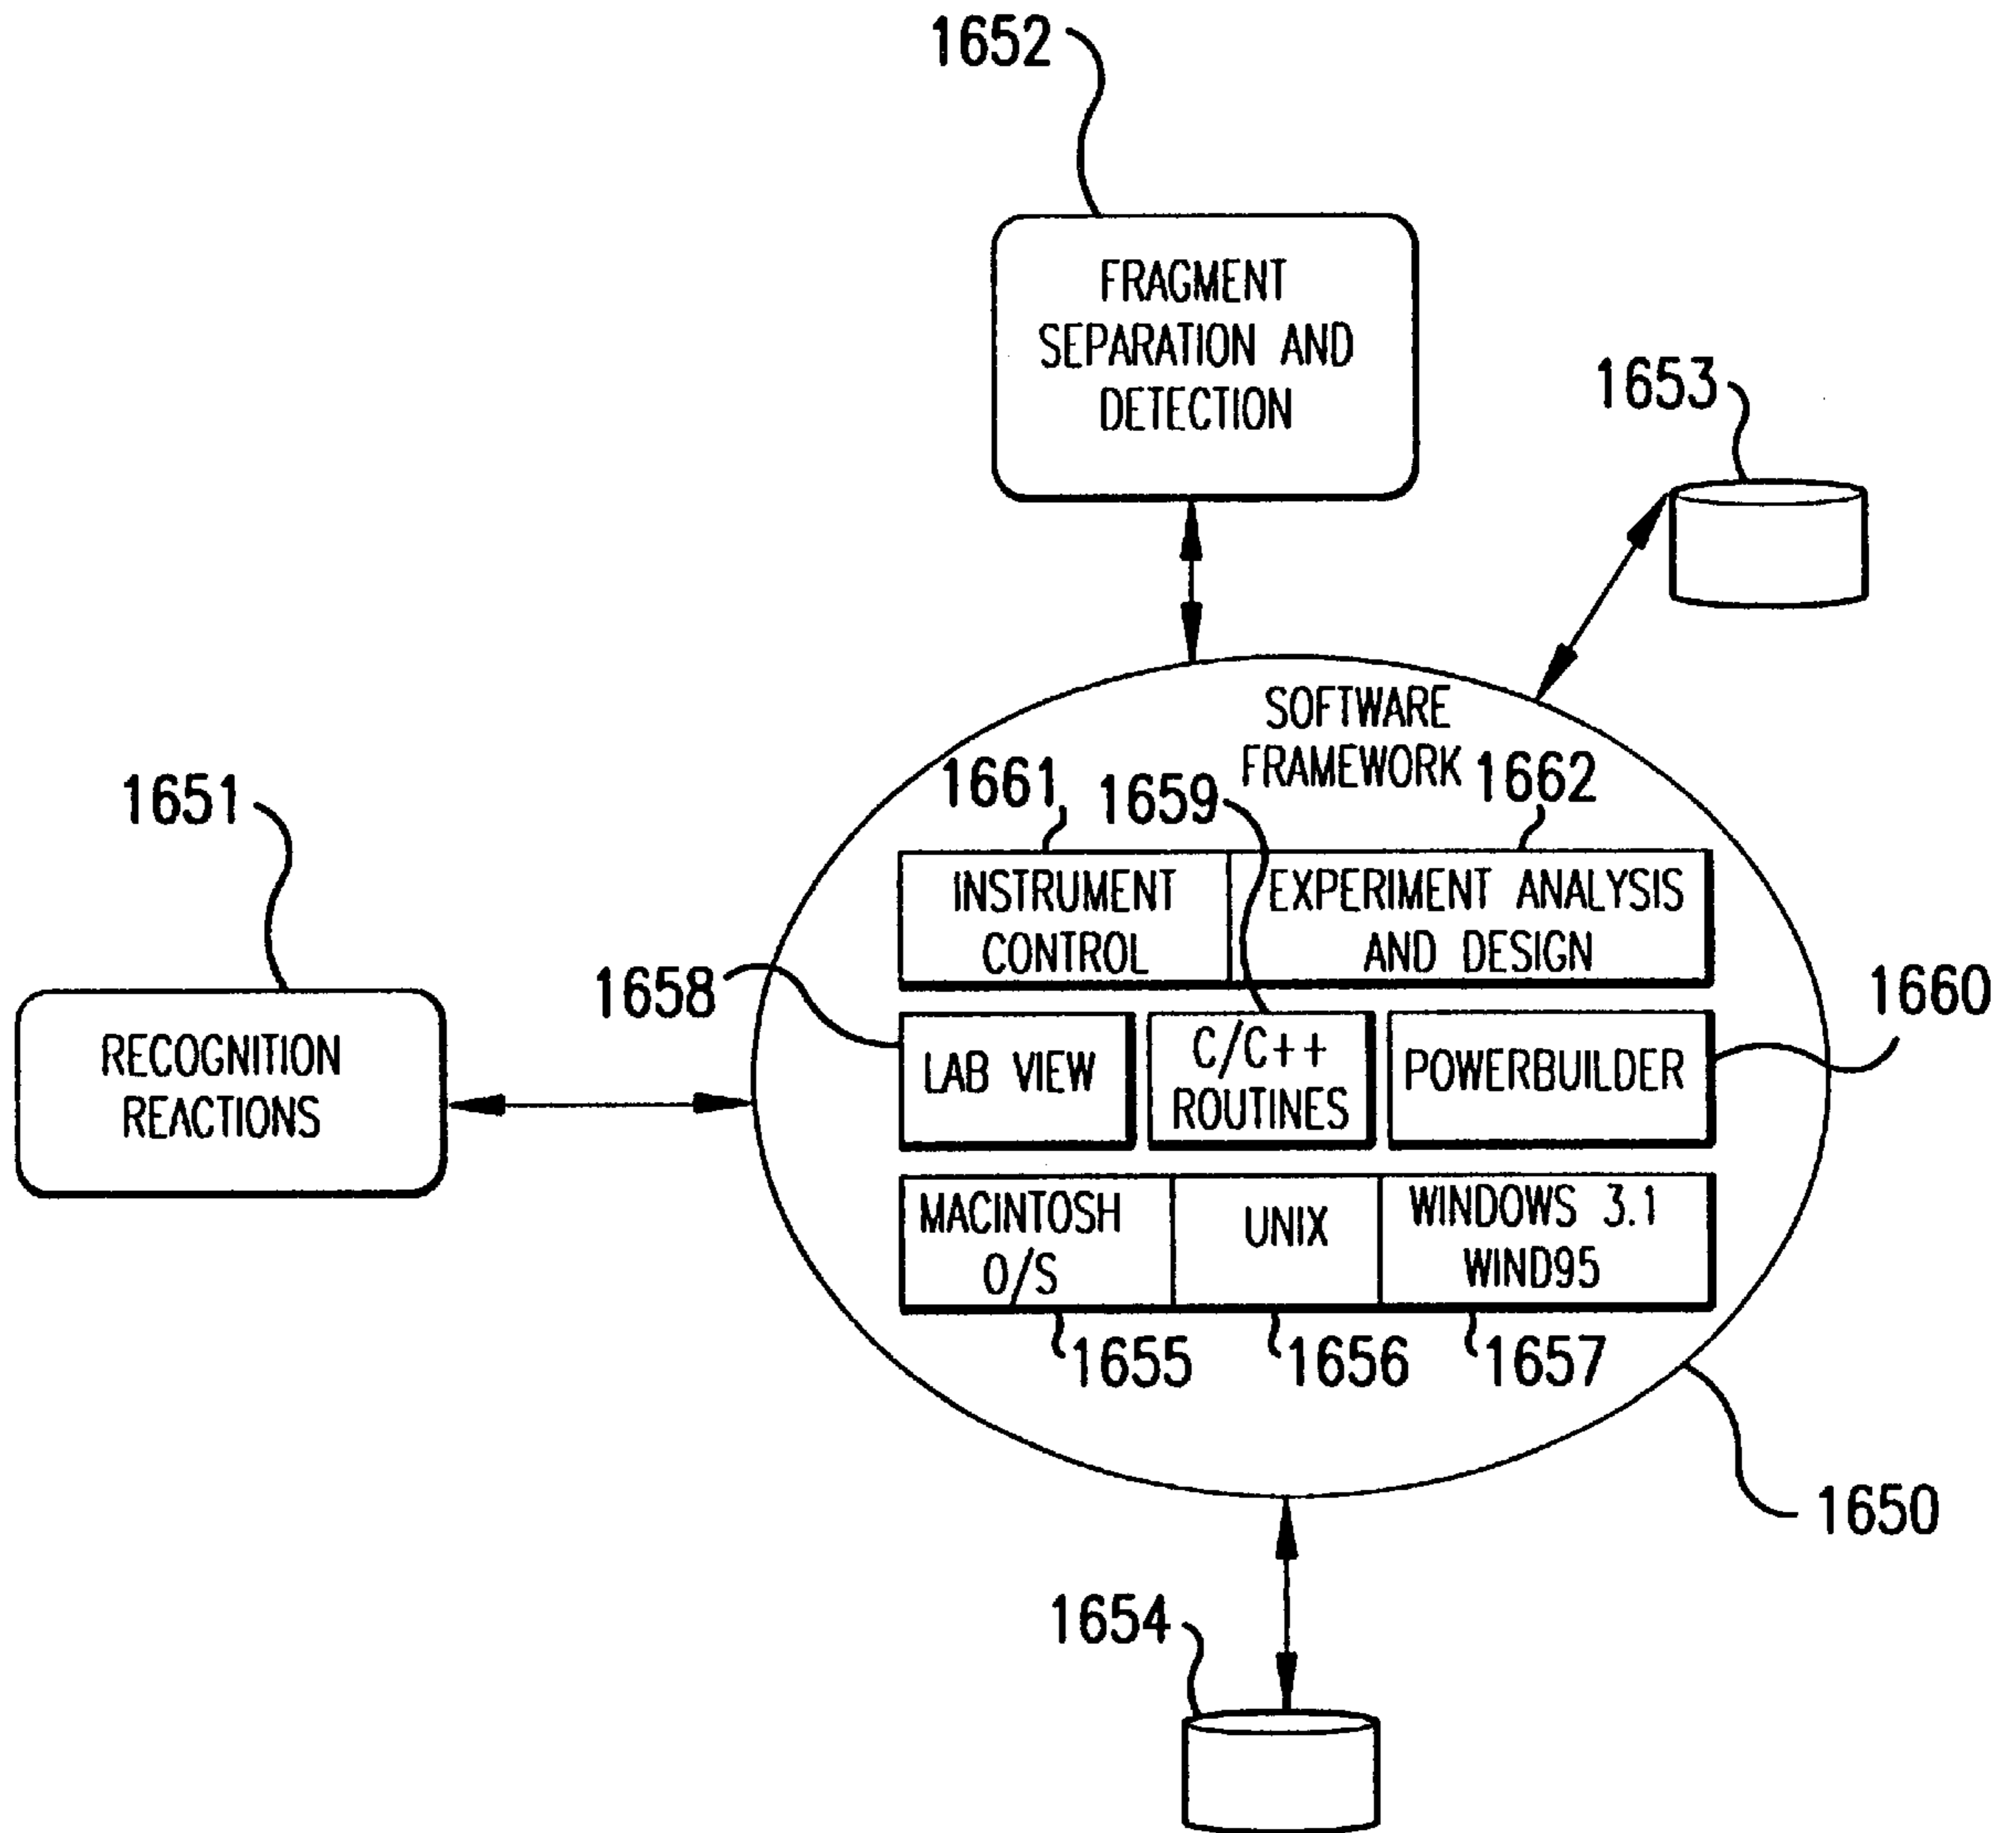 1652
FRAGMENT
SEPARATION AND
DETECTION
1653
SOFTWARE
FRAMEWORK
1661
1659
1662
1651
INSTRUMENT
CONTROL
EXPERIMENT ANALYSIS
AND DESIGN
1658
1660
RECOGNITION
REACTIONS
LAB VIEW
C/C++
ROUTINES
POWERBUILDER
MACINTOSH
O/S
UNIX
WINDOWS 3.1
WIND95
1655
1656
1657
1650
1654